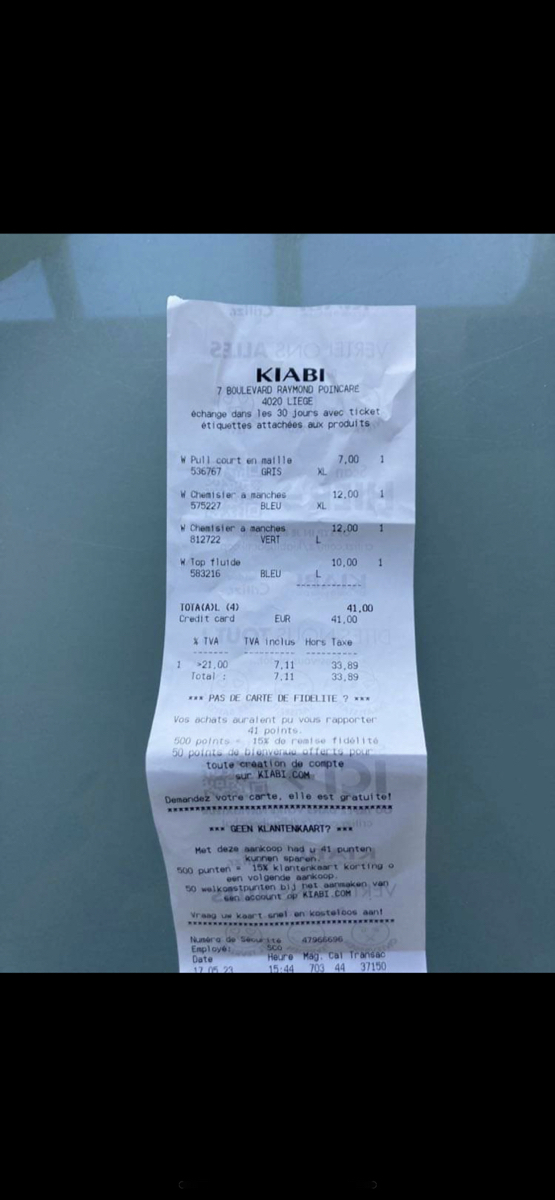 KIABI
7 BOULEVARD RAYMOND POINCARE
4020 LIEGE
échange dans les 30 jours avec ticket
étiquettes attachées aux produits
W Pull court en maille 7,00 1
536767 GRIS XL
W Chemisier à manches 12,00 1
575227 BLEU XL
W Chemisier à manches 12,00 1
812722 VERT L
W Top fluide 10,00 1
583216 BLEU L
------------
TOTA(A)L (4) 41,00
Credit card EUR 41,00
% TVA TVA inclus Hors Taxe
1 >21,00 7,11 33,89
Total : 7,11 33,89
*** PAS DE CARTE DE FIDELITE ? ***
Vos achats auraient pu vous rapporter
41 points.
500 points = 15% de remise fidélité
50 points de bienvenue offerts pour
toute création de compte
sur KIABI.COM
Demandez votre carte, elle est gratuite!
*** GEEN KLANTENKAART? ***
Met deze aankoop had u 41 punten
kunnen sparen.
500 punten = 15% klantenkaart korting o
een volgende aankoop.
50 welkomstpunten bij het aanmaken van
een account op KIABI.COM
Vraag uw kaart snel en kosteloos aan!
Numéro de Sécurité 47966696
Employé: SCO
Date Heure Mag. Cai Transac
17.05.23 15:44 703 44 37150